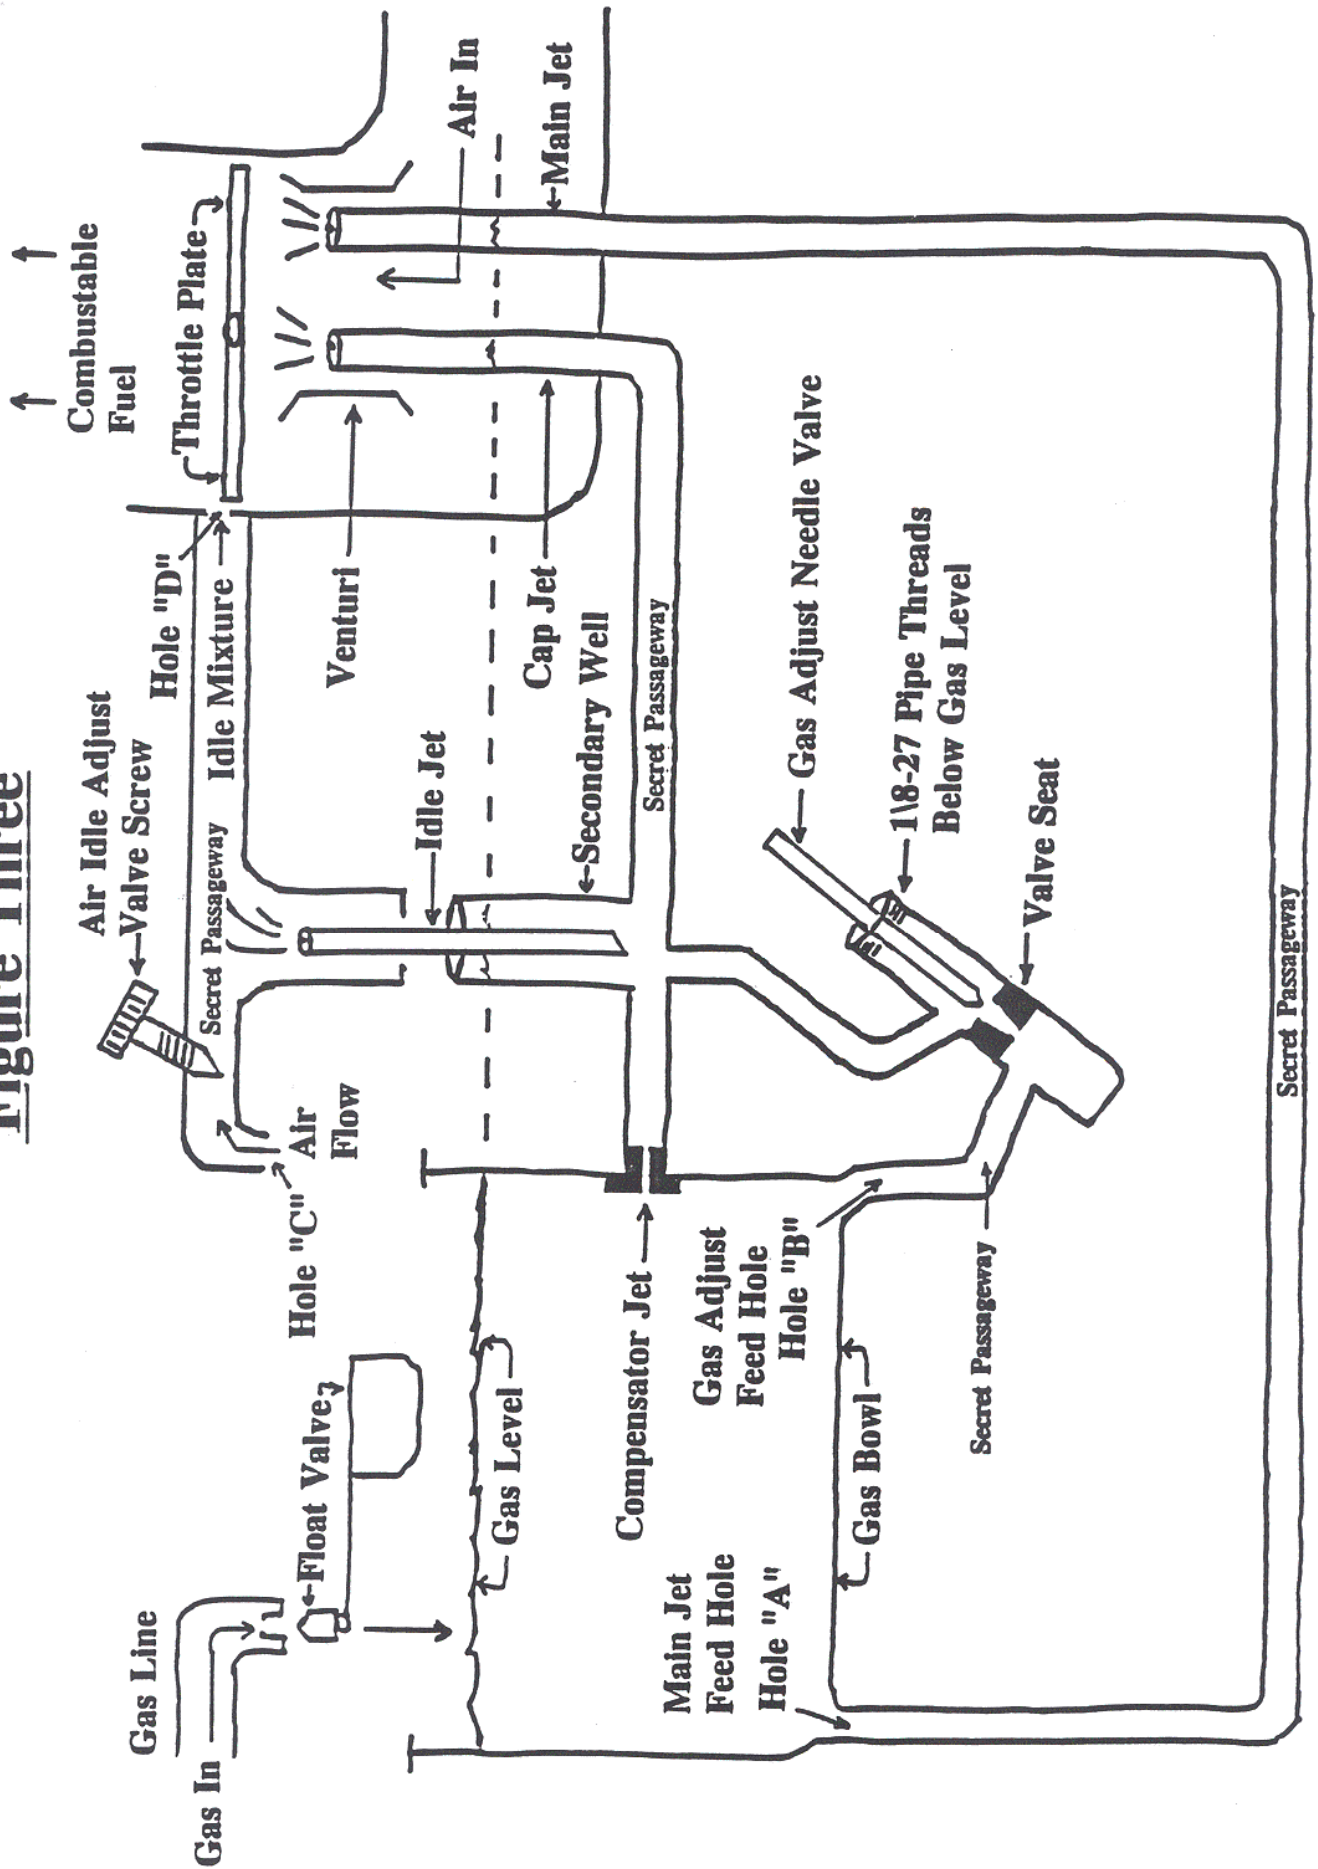 Figure Three
Gas Line
Gas In
Float Valve
Gas Level
Hole "C"
Air
Flow
Air Idle Adjust
Valve Screw
Secret Passageway
Hole "D"
Idle Mixture
Idle Jet
Combustable
Fuel
Throttle Plate
Venturi
Air In
Main Jet
Cap Jet
Secondary Well
Secret Passageway
Compensator Jet
Main Jet
Feed Hole
Hole "A"
Gas Adjust
Feed Hole
Hole "B"
Gas Bowl
Secret Passageway
Gas Adjust Needle Valve
1\8-27 Pipe Threads
Below Gas Level
Valve Seat
Secret Passageway